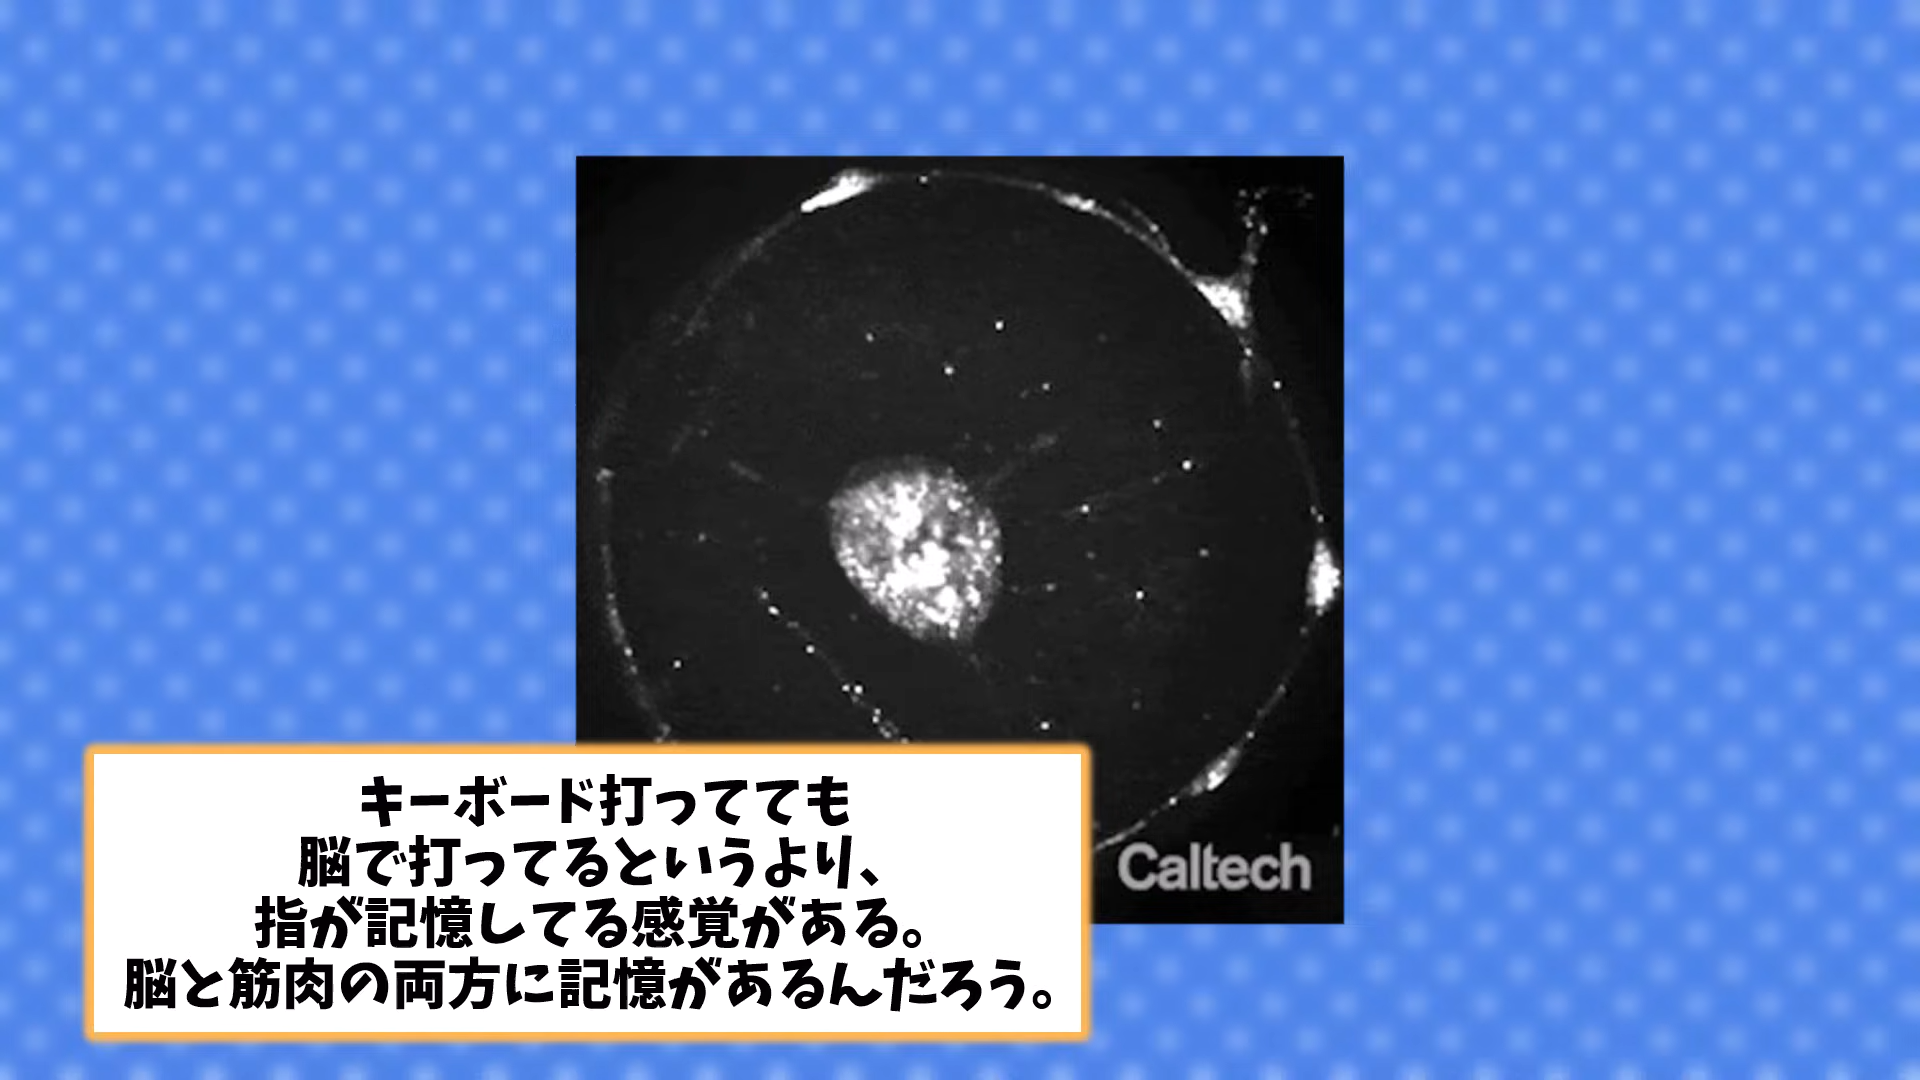 キーボード打ってても
脳で打ってるというより、
指が記憶してる感覚がある。
脳と筋肉の両方に記憶があるんだろう。
Caltech